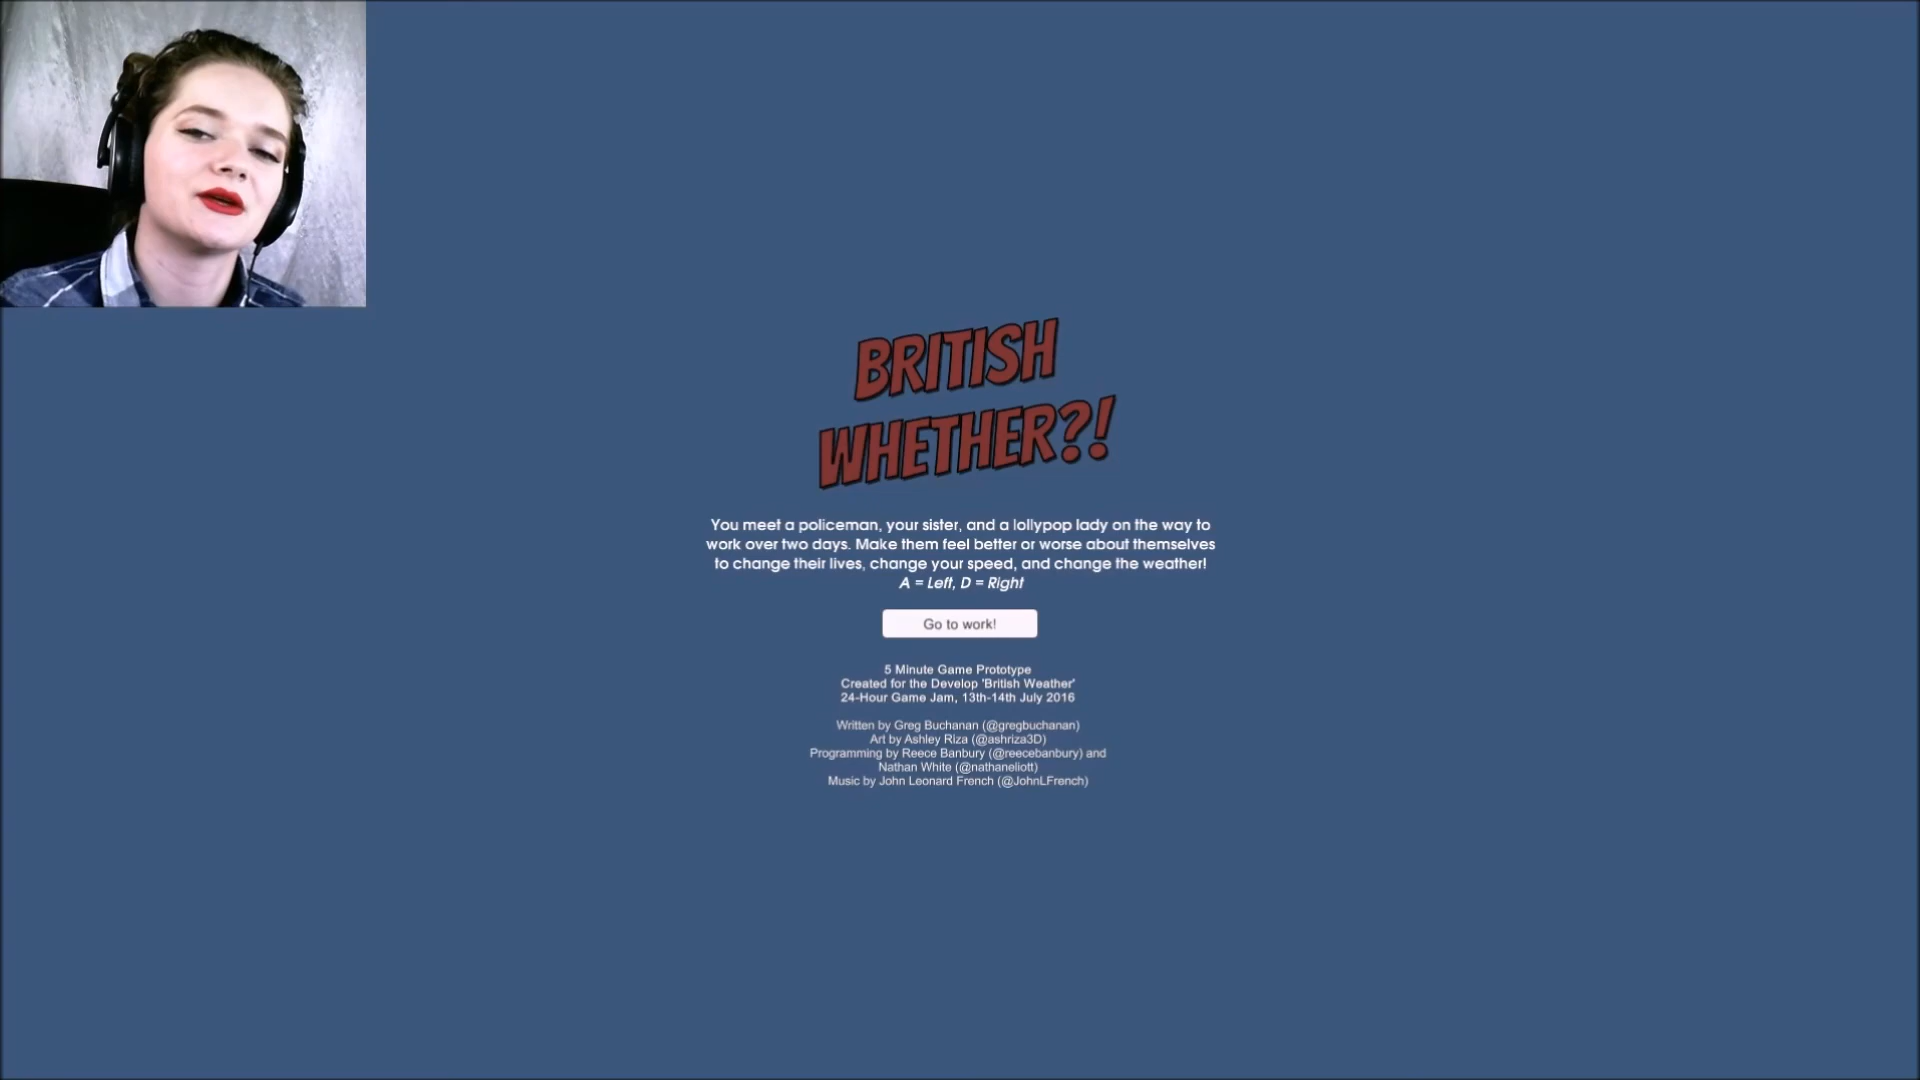 BRITISH
WHETHER?!
You meet a policeman, your sister, and a lollypop lady on the way to
work over two days. Make them feel better or worse about themselves
to change their lives, change your speed, and change the weather!
A = Left, D = Right
Go to work!
5 Minute Game Prototype
Created for the Develop 'British Weather'
24-Hour Game Jam, 13th-14th July 2016
Written by Greg Buchanan (@gregbuchanan)
Art by Ashley Riza (@ashriza3D)
Programming by Reece Banbury (@reecebanbury) and
Nathan White (@nathaneliott)
Music by John Leonard French (@JohnLFrench)